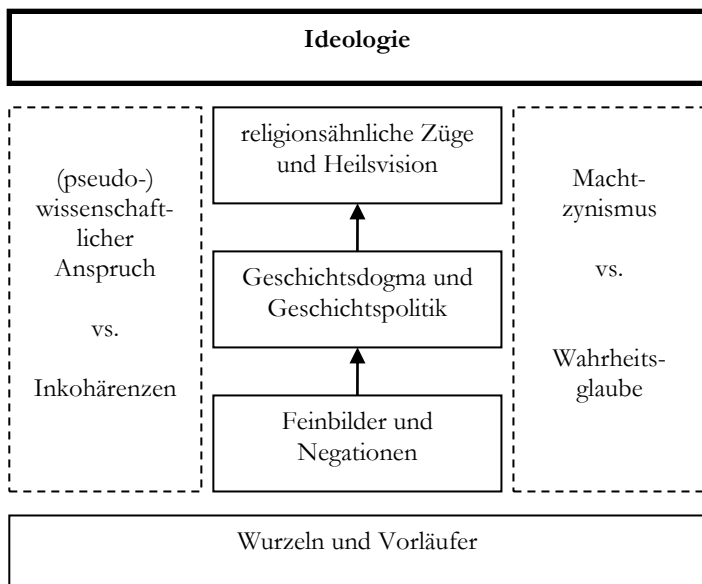 Ideologie
(pseudo-)
wissenschaft-
licher
Anspruch
vs.
Inkohärenzen
religionsähnliche Züge
und Heilsvision
Geschichtsdogma und
Geschichtspolitik
Feinbilder und
Negationen
Macht-
zynismus
vs.
Wahrheits-
glaube
Wurzeln und Vorläufer